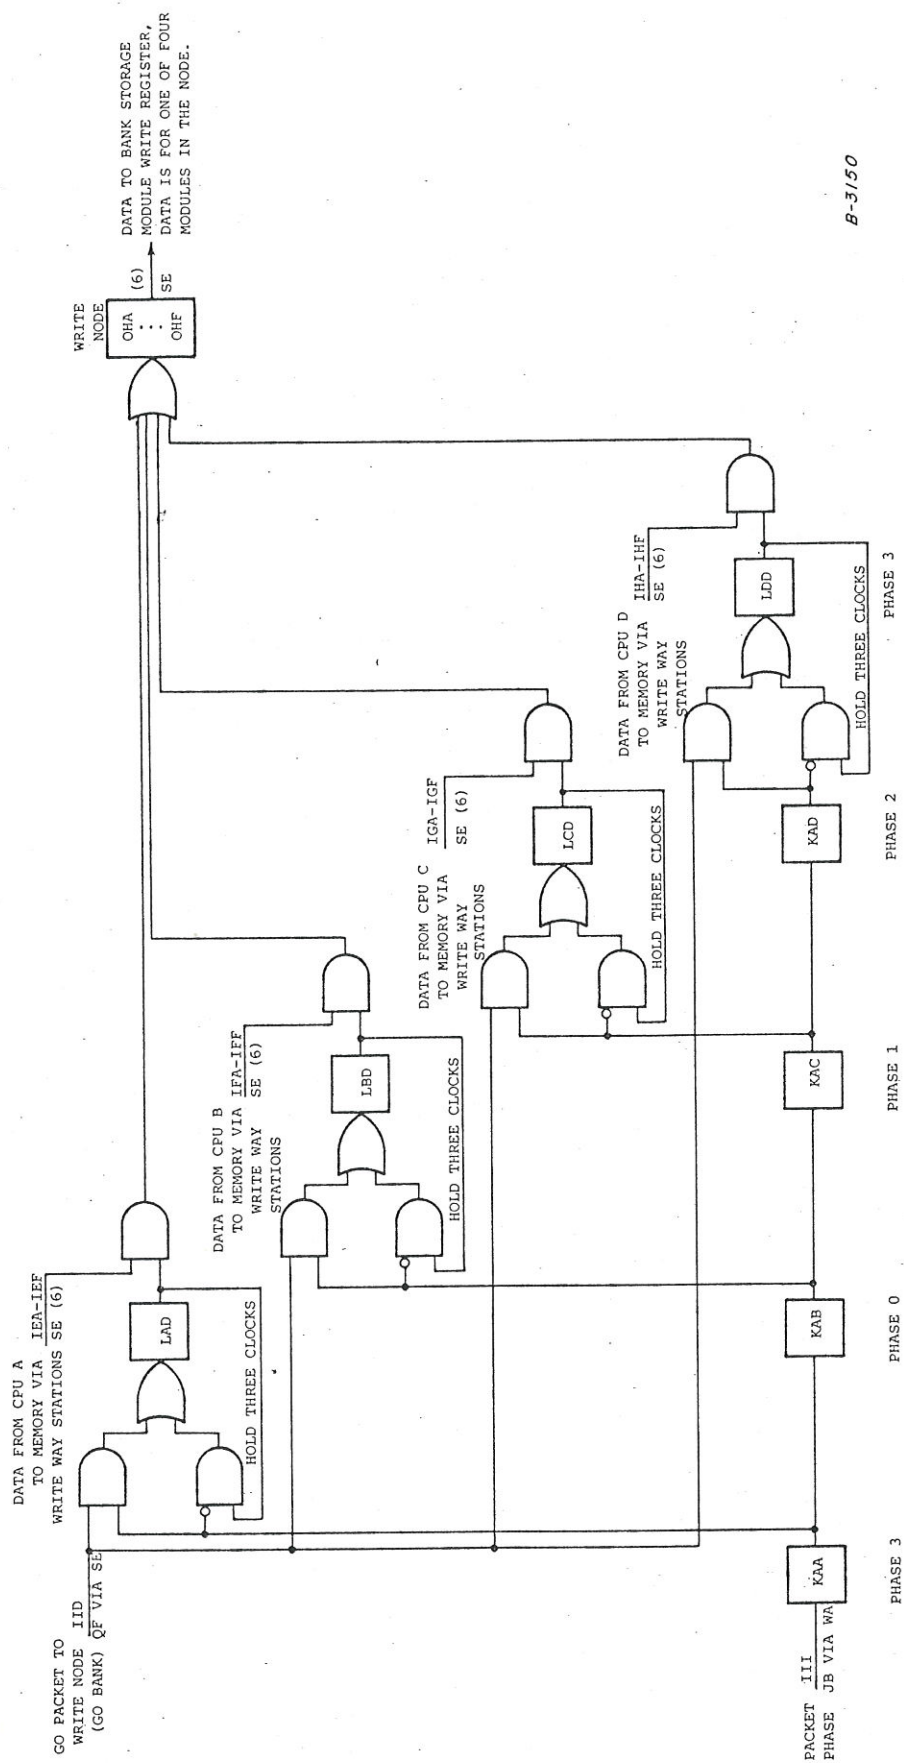 GO PACKET TO
WRITE NODE IID
(GO BANK) QF VIA SE
PACKET III
PHASE JB VIA WA
KAA
PHASE 3
DATA FROM CPU A
TO MEMORY VIA IEA-IEF
WRITE WAY STATIONS SE (6)
LAD
HOLD THREE CLOCKS
KAB
PHASE 0
DATA FROM CPU B
TO MEMORY VIA IFA-IFF
WRITE WAY SE (6)
STATIONS
LBD
HOLD THREE CLOCKS
KAC
PHASE 1
DATA FROM CPU C
TO MEMORY VIA IGA-IGF
WRITE WAY SE (6)
STATIONS
LCD
HOLD THREE CLOCKS
KAD
PHASE 2
DATA FROM CPU D
TO MEMORY VIA IHA-IHF
WRITE WAY SE (6)
STATIONS
LDD
HOLD THREE CLOCKS
PHASE 3
WRITE
NODE
OHA
OHF
(6)
SE
DATA TO BANK STORAGE
MODULE WRITE REGISTER,
DATA IS FOR ONE OF FOUR
MODULES IN THE NODE.
B-3150